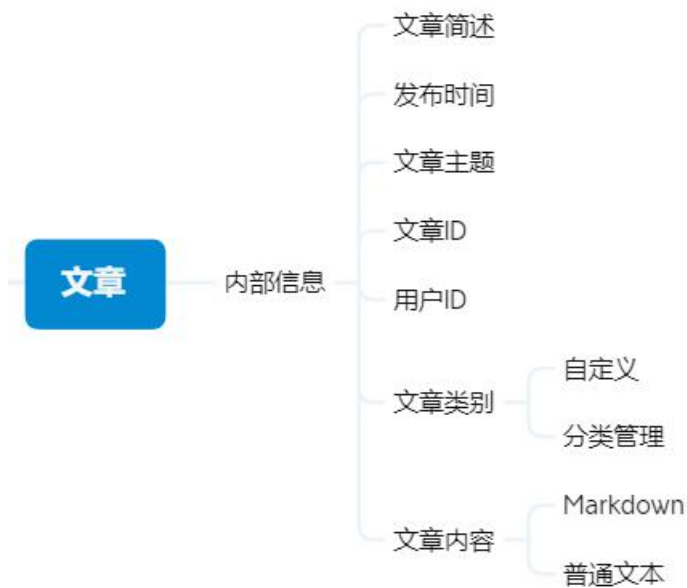 文章
内部信息
文章简述
发布时间
文章主题
文章ID
用户ID
文章类别
自定义
分类管理
文章内容
Markdown
普通文本